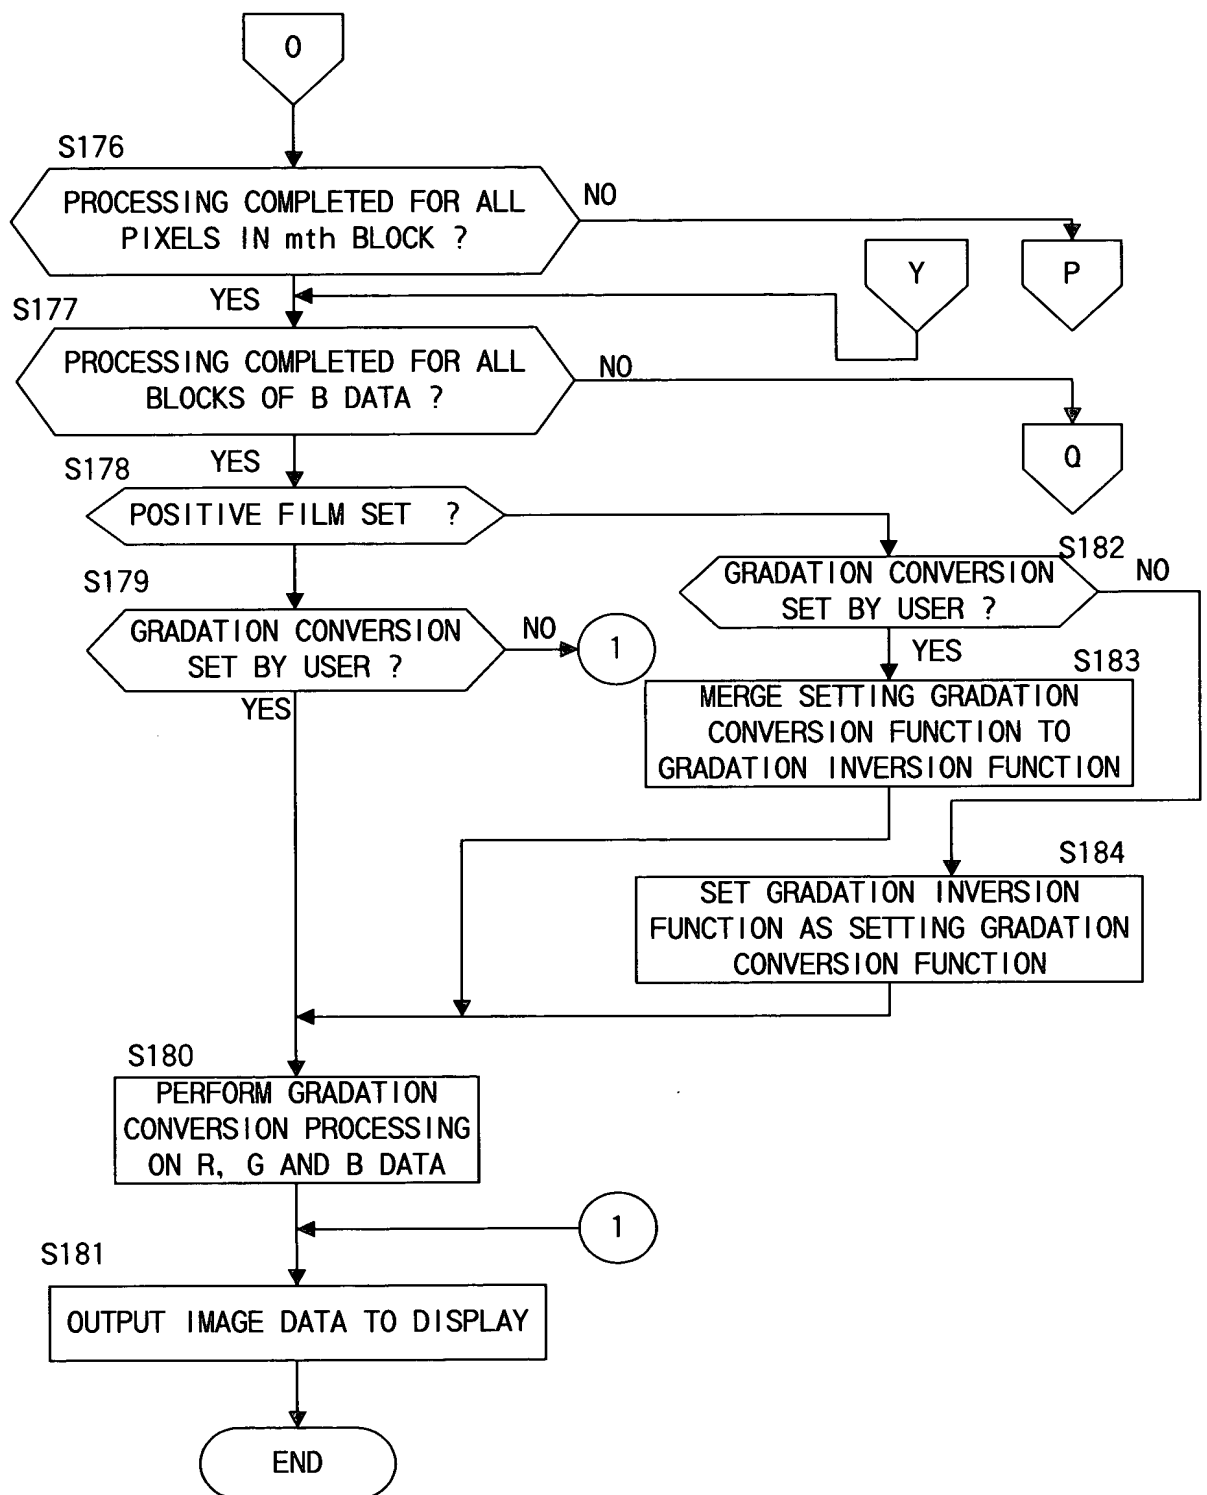 O
S176
PROCESSING COMPLETED FOR ALL
PIXELS IN mth BLOCK ?
NO
P
Y
YES
S177
PROCESSING COMPLETED FOR ALL
BLOCKS OF B DATA ?
NO
Q
YES
S178
POSITIVE FILM SET ?
S179
GRADATION CONVERSION
SET BY USER ?
NO
1
YES
S182
GRADATION CONVERSION
SET BY USER ?
NO
YES
S183
MERGE SETTING GRADATION
CONVERSION FUNCTION TO
GRADATION INVERSION FUNCTION
S184
SET GRADATION INVERSION
FUNCTION AS SETTING GRADATION
CONVERSION FUNCTION
S180
PERFORM GRADATION
CONVERSION PROCESSING
ON R, G AND B DATA
1
S181
OUTPUT IMAGE DATA TO DISPLAY
END